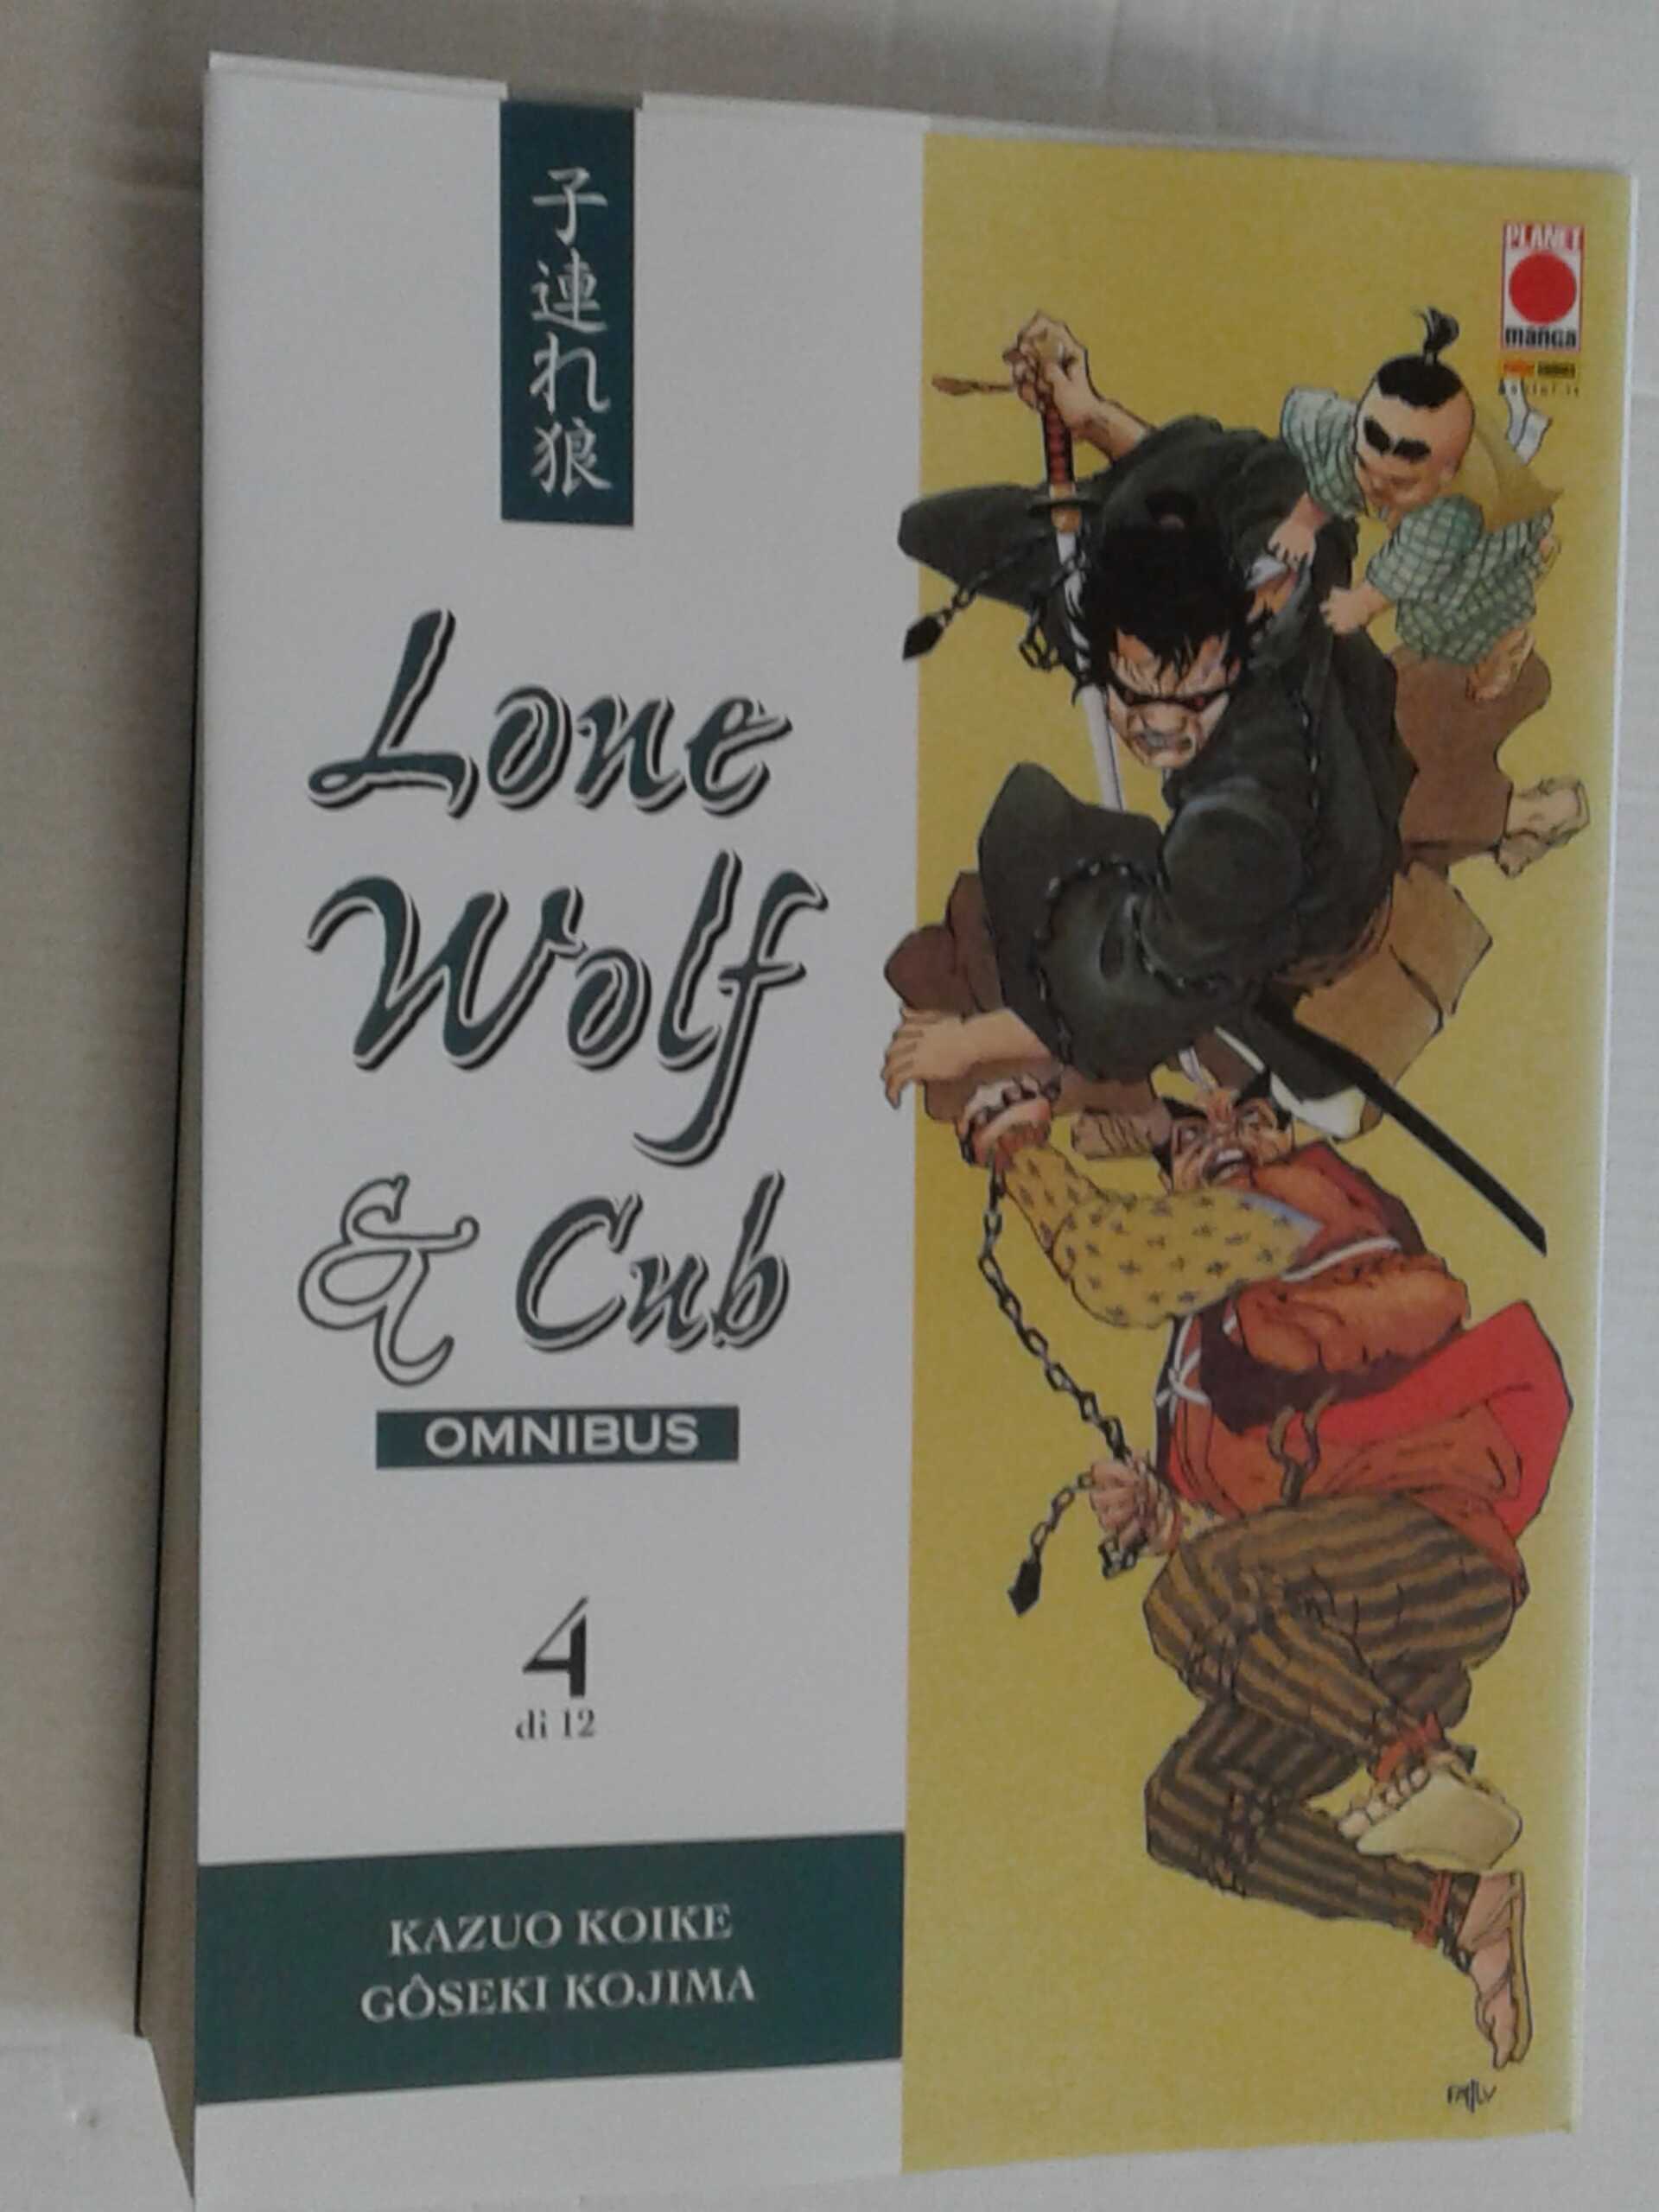 子連れ狼
PLANET
manga
Lone
Wolf
& Cub
OMNIBUS
4
di 12
KAZUO KOIKE
GÔSEKI KOJIMA